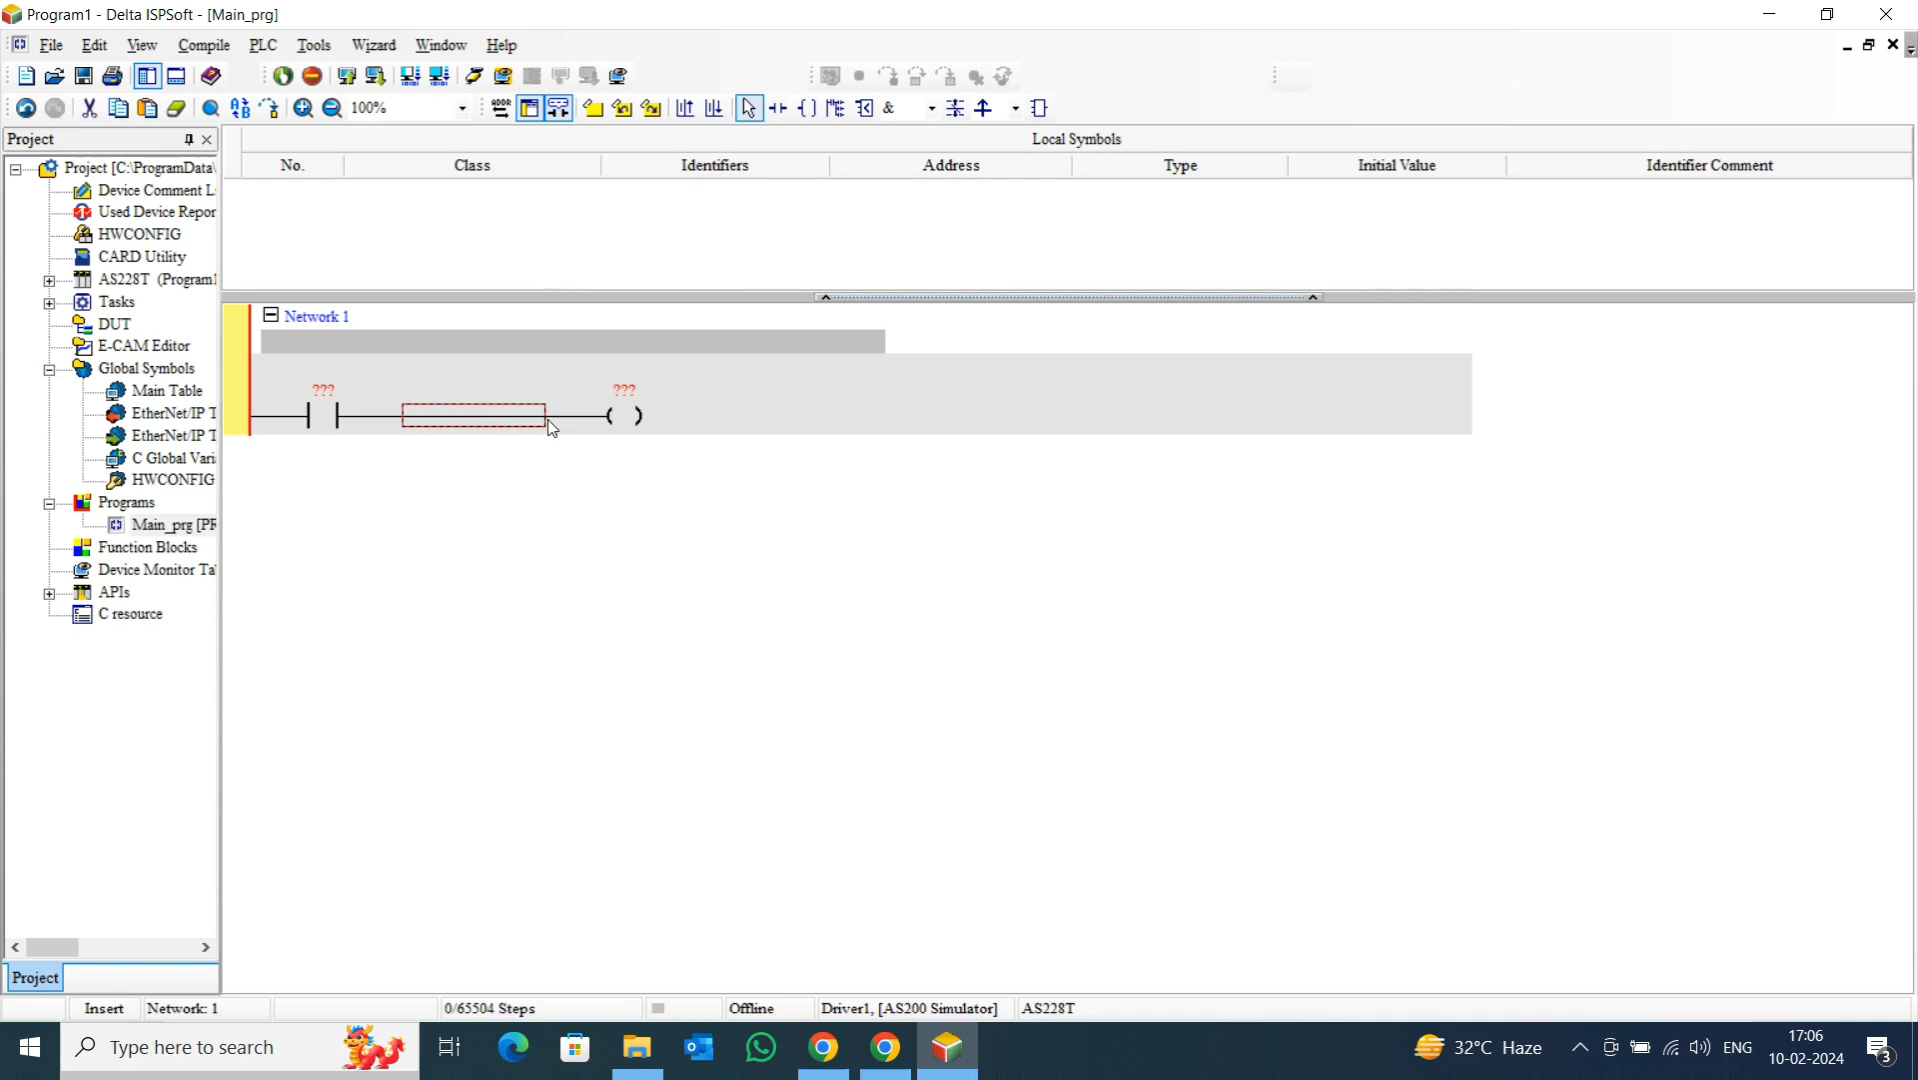 Program1 - Delta ISPSoft - [Main_prg]
File Edit View Compile PLC Tools Wizard Window Help
100% ADDR &
Project
Local Symbols
No. Class Identifiers Address Type Initial Value Identifier Comment
Project [C:\ProgramData\
Device Comment L
Used Device Repor
HWCONFIG
CARD Utility
AS228T (Program1
Tasks
DUT
E-CAM Editor
Global Symbols
Main Table
EtherNet/IP T
EtherNet/IP T
C Global Vari
HWCONFIG
Programs
Main_prg [PR
Function Blocks
Device Monitor Ta
APIs
C resource
Network 1
??? ???
Project
Insert Network: 1 0/65504 Steps Offline Driver1, [AS200 Simulator] AS228T
Type here to search
32°C Haze ENG 17:06
10-02-2024 3